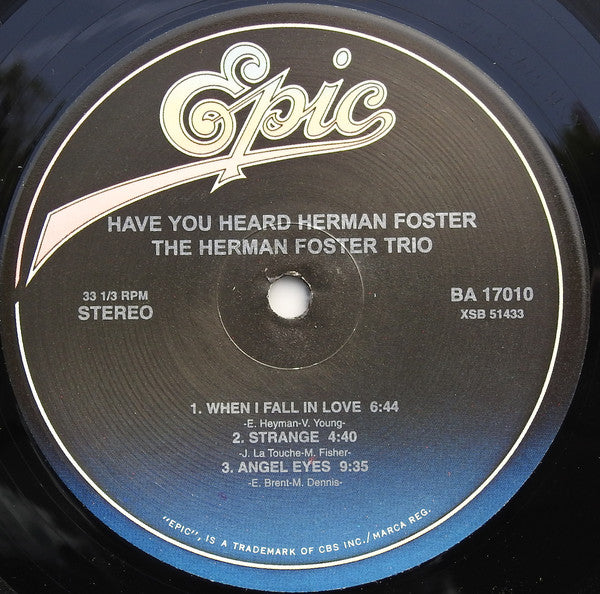 Epic
HAVE YOU HEARD HERMAN FOSTER
THE HERMAN FOSTER TRIO
33 1/3 RPM
STEREO
BA 17010
XSB 51433
1. WHEN I FALL IN LOVE 6:44
-E. Heyman-V. Young-
2. STRANGE 4:40
-J. La Touche-M. Fisher-
3. ANGEL EYES 9:35
-E. Brent-M. Dennis-
"EPIC", IS A TRADEMARK OF CBS INC./MARCA REG.